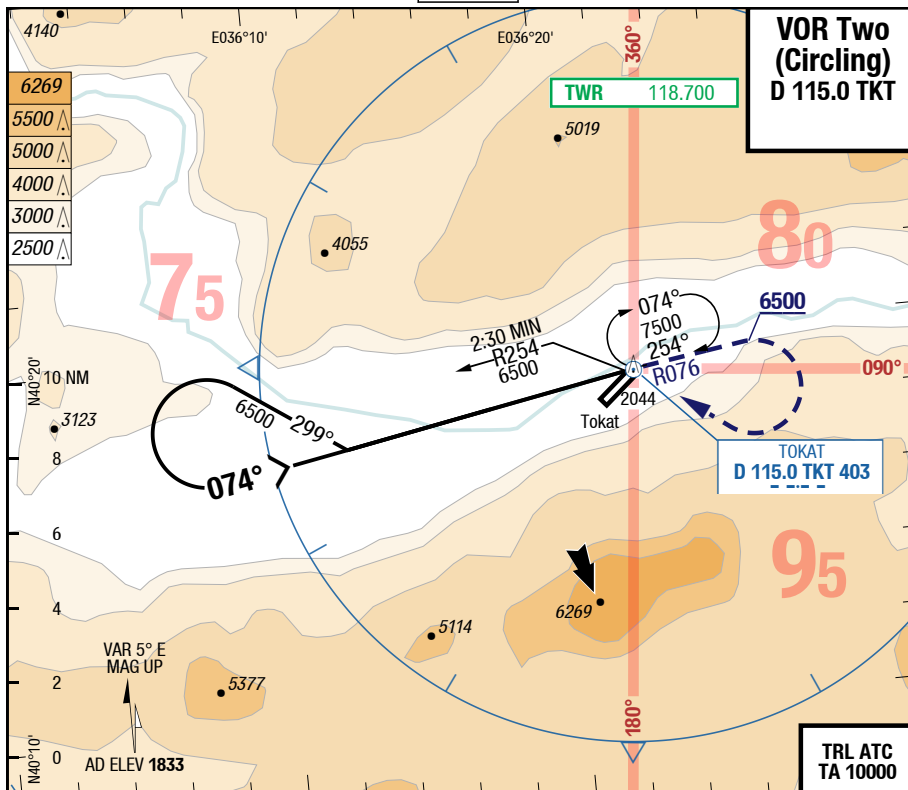 4140
E036°10'
E036°20'
360°
VOR Two
(Circling)
D 115.0 TKT
6269
5500
5000
4000
3000
2500
TWR 118.700
5019
4055
75
80
6500
074°
7500
254°
2:30 MIN
R254
6500
R076
090°
N40°20'
10 NM
2044
Tokat
3123
6500
299°
074°
8
TOKAT
D 115.0 TKT 403
6
95
4
6269
5114
VAR 5° E
MAG UP
2
5377
180°
N40°10'
0
AD ELEV 1833
TRL ATC
TA 10000